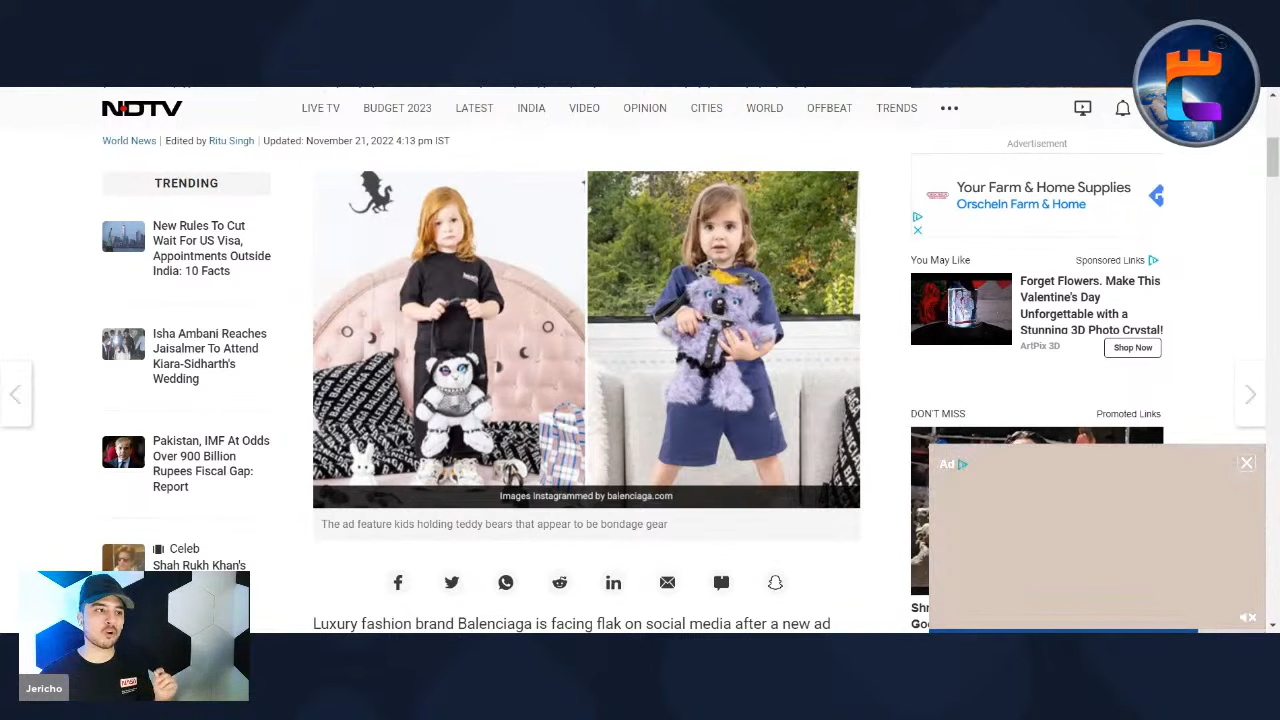 NDTV
LIVE TV
BUDGET 2023
LATEST
INDIA
VIDEO
OPINION
CITIES
WORLD
OFFBEAT
TRENDS
World News | Edited by Ritu Singh | Updated: November 21, 2022 4:13 pm IST
TRENDING
New Rules To Cut
Wait For US Visa,
Appointments Outside
India: 10 Facts
Isha Ambani Reaches
Jaisalmer To Attend
Kiara-Sidharth's
Wedding
Pakistan, IMF At Odds
Over 900 Billion
Rupees Fiscal Gap:
Report
Celeb
Shah Rukh Khan's
BALENCIAGA
Images instagrammed by balenciaga.com
The ad feature kids holding teddy bears that appear to be bondage gear
Luxury fashion brand Balenciaga is facing flak on social media after a new ad
Advertisement
Your Farm & Home Supplies
Orscheln Farm & Home
You May Like
Sponsored Links
Forget Flowers. Make This
Valentine's Day
Unforgettable with a
Stunning 3D Photo Crystal!
ArtPix 3D
Shop Now
DON'T MISS
Promoted Links
Ad
NASA
Jericho